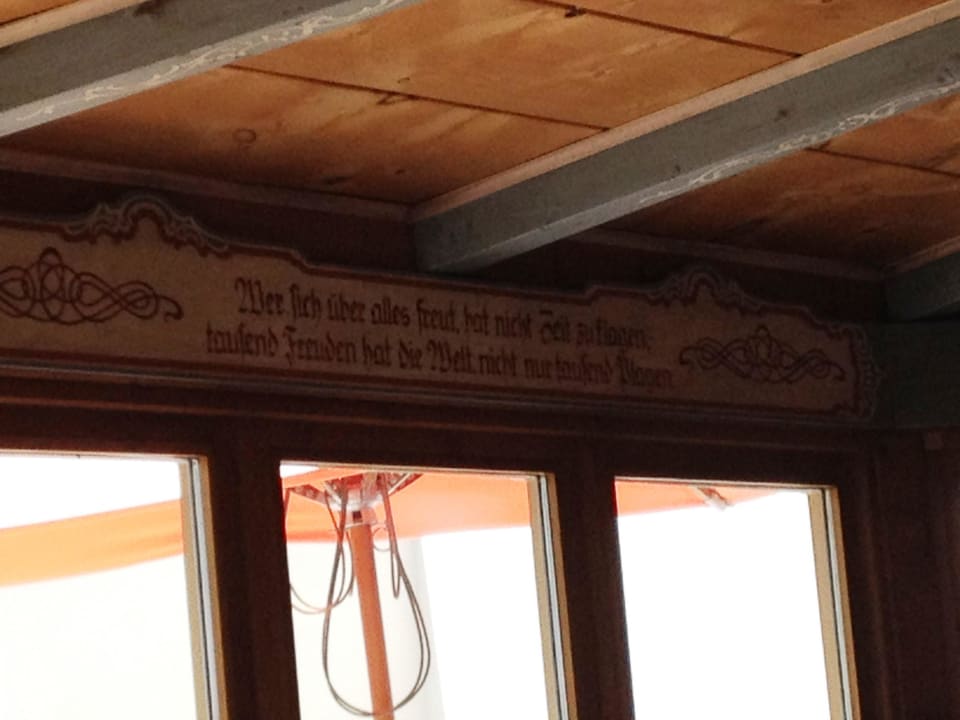 Wer sich über alles freut, hat nicht Zeit zu klagen;
tausend Freuden hat die Welt, nicht nur tausend Plagen